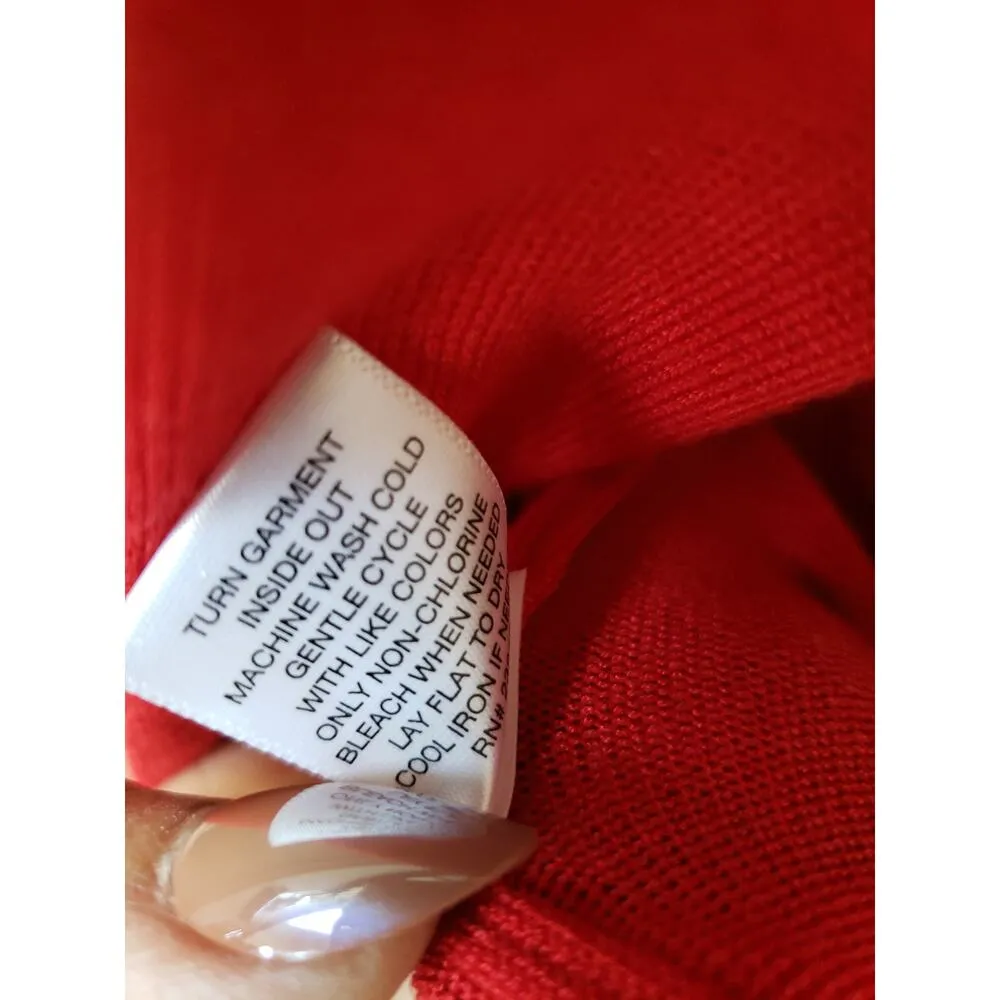 TURN GARMENT
INSIDE OUT
MACHINE WASH COLD
GENTLE CYCLE
WITH LIKE COLORS
ONLY NON-CHLORINE
BLEACH WHEN NEEDED
LAY FLAT TO DRY
COOL IRON IF
RN#